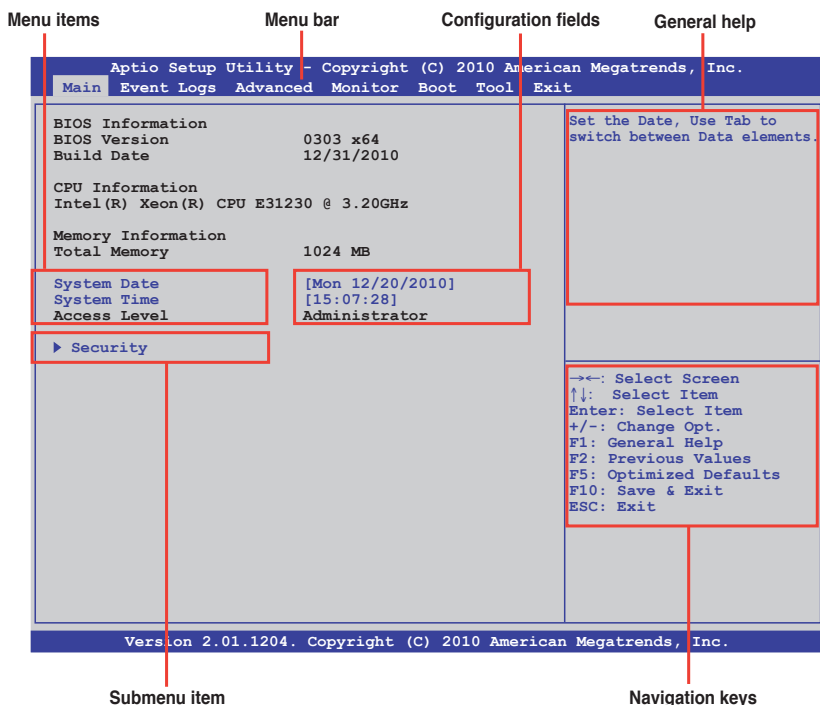 Menu items
Menu bar
Configuration fields
General help
Aptio Setup Utility - Copyright (C) 2010 American Megatrends, Inc.
Main Event Logs Advanced Monitor Boot Tool Exit
BIOS Information
BIOS Version 0303 x64
Build Date 12/31/2010
CPU Information
Intel(R) Xeon(R) CPU E31230 @ 3.20GHz
Memory Information
Total Memory 1024 MB
System Date [Mon 12/20/2010]
System Time [15:07:28]
Access Level Administrator
Security
Set the Date, Use Tab to
switch between Data elements.
→←: Select Screen
↑↓: Select Item
Enter: Select Item
+/-: Change Opt.
F1: General Help
F2: Previous Values
F5: Optimized Defaults
F10: Save & Exit
ESC: Exit
Version 2.01.1204. Copyright (C) 2010 American Megatrends, Inc.
Submenu item
Navigation keys